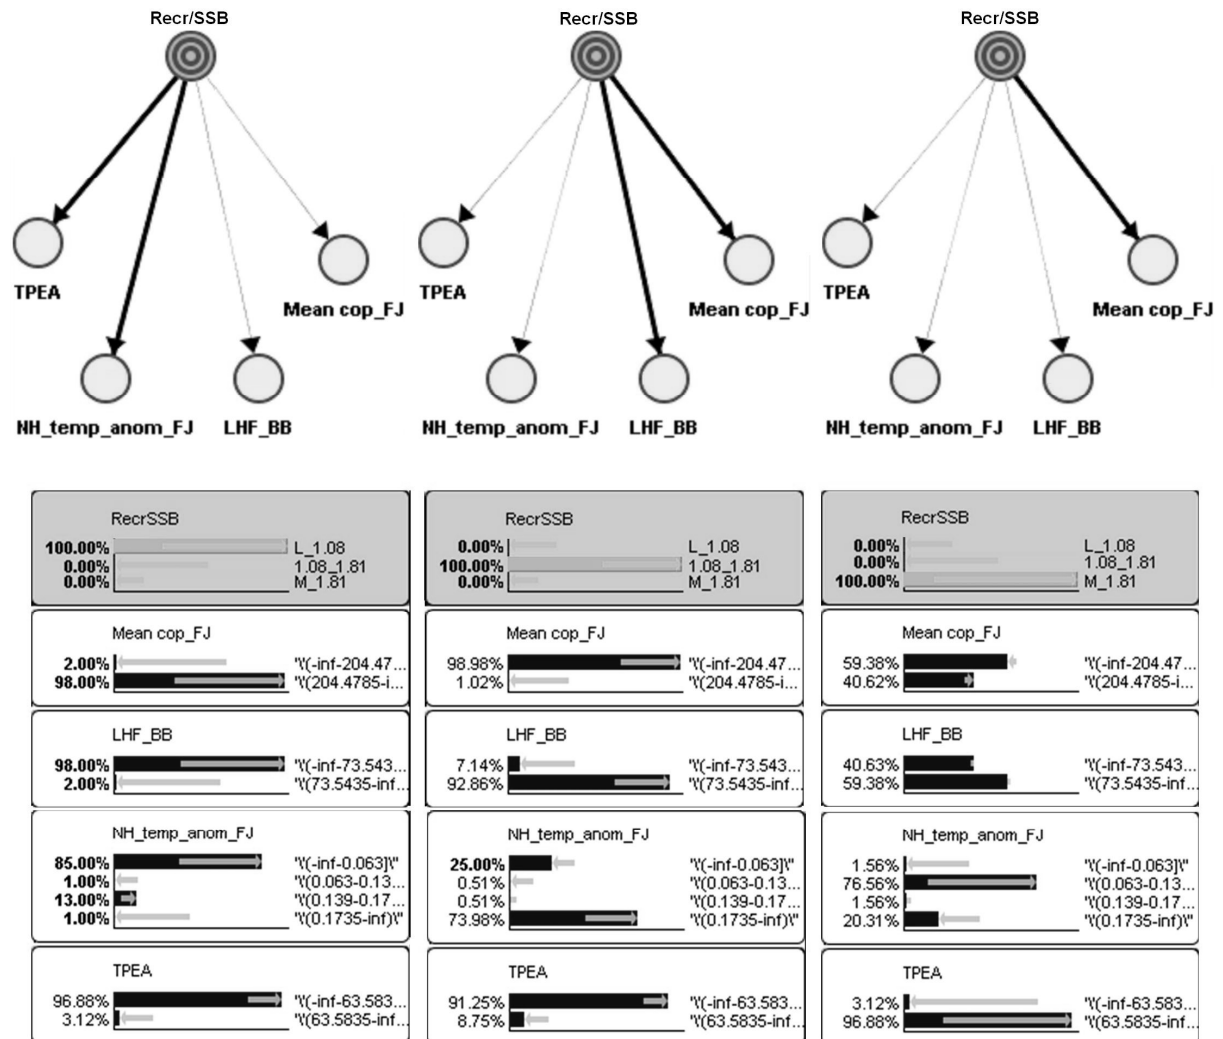 Recr/SSB
TPEA
Mean cop_FJ
NH_temp_anom_FJ
LHF_BB
Recr/SSB
TPEA
Mean cop_FJ
NH_temp_anom_FJ
LHF_BB
Recr/SSB
TPEA
Mean cop_FJ
NH_temp_anom_FJ
LHF_BB
RecrSSB
100.00% L_1.08
0.00% 1.08_1.81
0.00% M_1.81
Mean cop_FJ
2.00% "\'(-inf-204.47...
98.00% "\'(204.4785-i...
LHF_BB
98.00% "\'(-inf-73.543...
2.00% "\'(73.5435-inf...
NH_temp_anom_FJ
85.00% "\'(-inf-0.063]\"
1.00% "\'(0.063-0.13...
13.00% "\'(0.139-0.17...
1.00% "\'(0.1735-inf)\"
TPEA
96.88% "\'(-inf-63.583...
3.12% "\'(63.5835-inf...
RecrSSB
0.00% L_1.08
100.00% 1.08_1.81
0.00% M_1.81
Mean cop_FJ
98.98% "\'(-inf-204.47...
1.02% "\'(204.4785-i...
LHF_BB
7.14% "\'(-inf-73.543...
92.86% "\'(73.5435-inf...
NH_temp_anom_FJ
25.00% "\'(-inf-0.063]\"
0.51% "\'(0.063-0.13...
0.51% "\'(0.139-0.17...
73.98% "\'(0.1735-inf)\"
TPEA
91.25% "\'(-inf-63.583...
8.75% "\'(63.5835-inf...
RecrSSB
0.00% L_1.08
0.00% 1.08_1.81
100.00% M_1.81
Mean cop_FJ
59.38% "\'(-inf-204.47...
40.62% "\'(204.4785-i...
LHF_BB
40.63% "\'(-inf-73.543...
59.38% "\'(73.5435-inf...
NH_temp_anom_FJ
1.56% "\'(-inf-0.063]\"
76.56% "\'(0.063-0.13...
1.56% "\'(0.139-0.17...
20.31% "\'(0.1735-inf)\"
TPEA
3.12% "\'(-inf-63.583...
96.88% "\'(63.5835-inf...